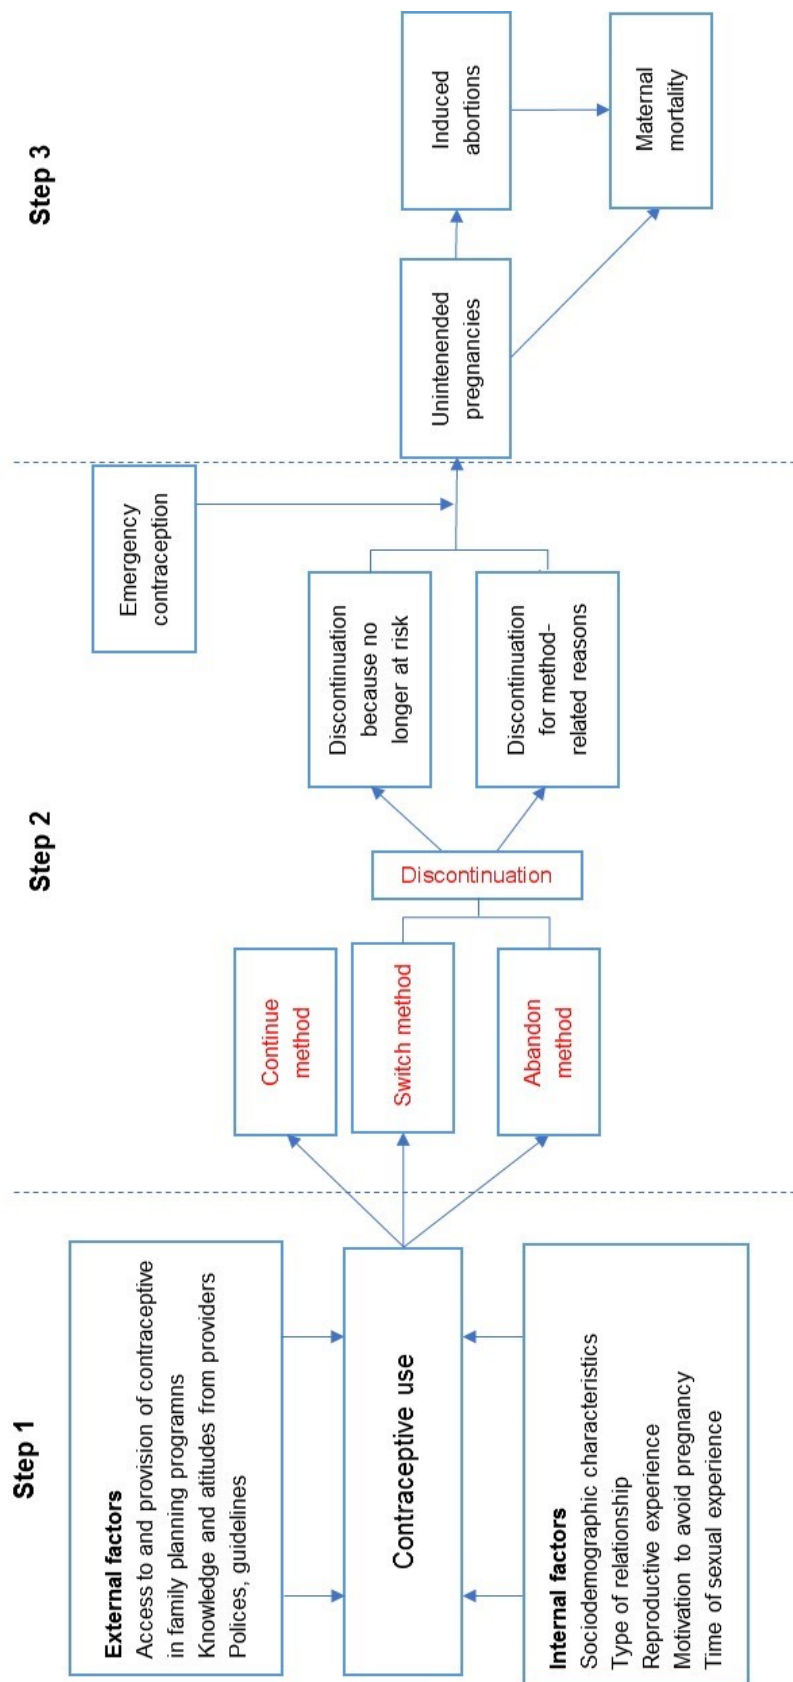 Step 1
External factors
Access to and provision of contraceptive
in family planning programns
Knowledge and atitudes from providers
Polices, guidelines
Contraceptive use
Internal factors
Sociodemographic characteristics
Type of relationship
Reproductive experience
Motivation to avoid pregnancy
Time of sexual experience
Step 2
Continue
method
Switch method
Abandon
method
Discontinuation
Discontinuation
because no
longer at risk
Discontinuation
for method-
related reasons
Emergency
contraception
Step 3
Unintenended
pregnancies
Induced
abortions
Maternal
mortality